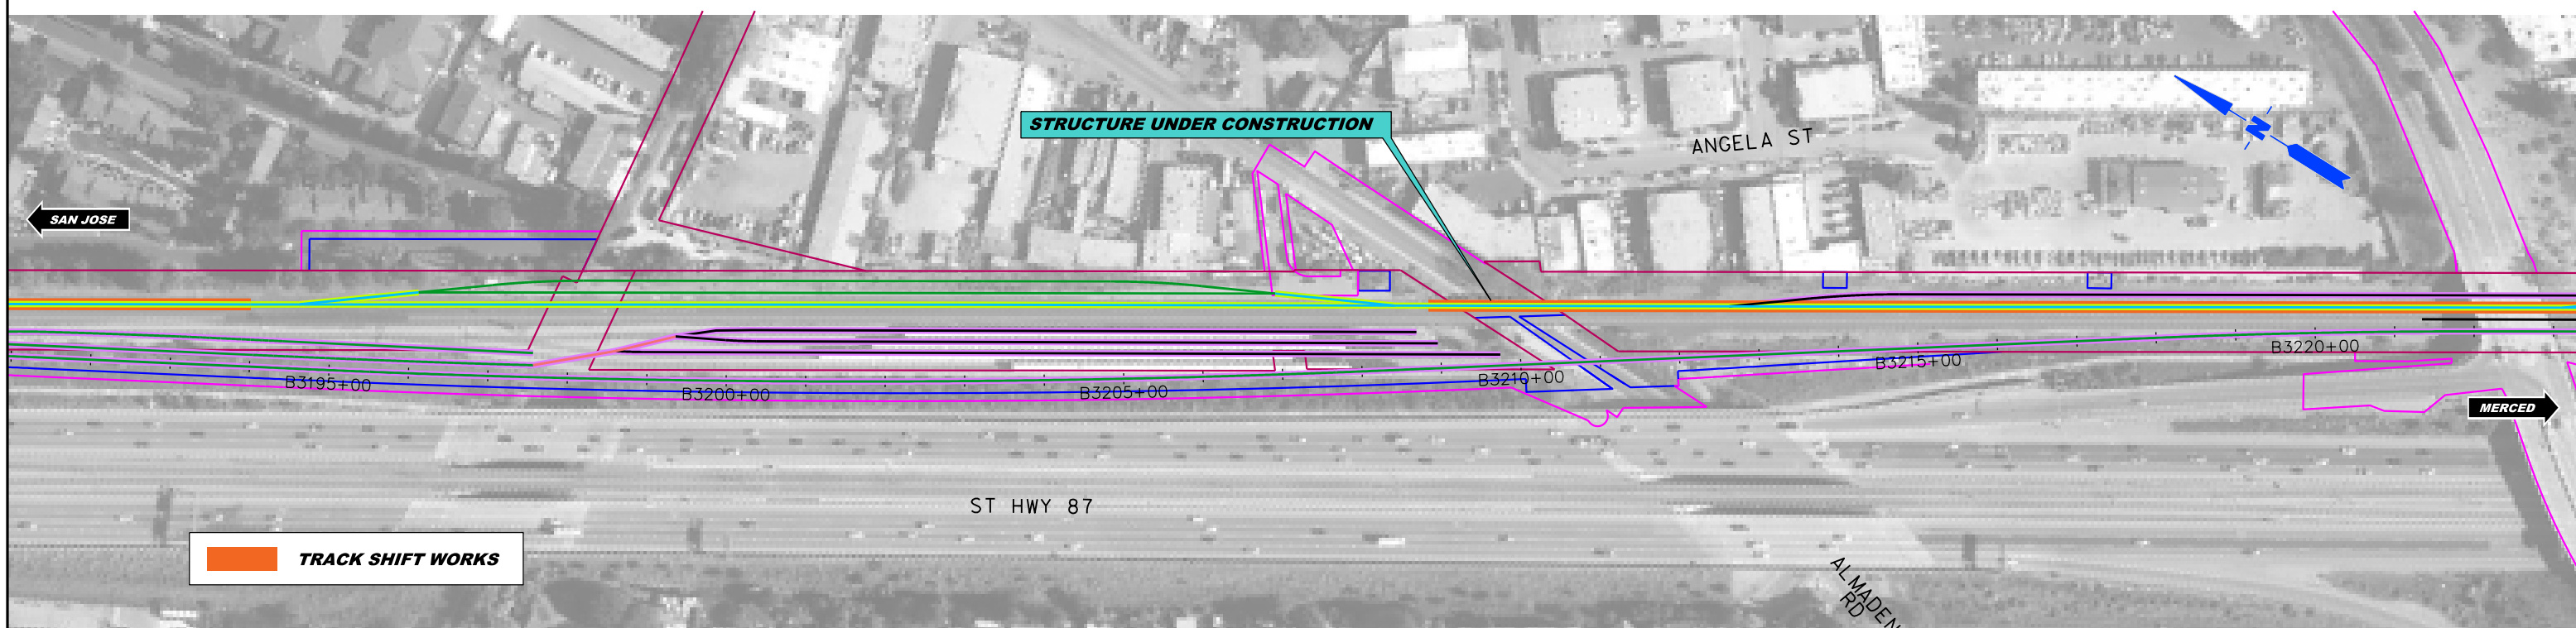 STRUCTURE UNDER CONSTRUCTION
ANGELA ST
N
SAN JOSE
B3195+00
B3200+00
B3205+00
B3210+00
B3215+00
B3220+00
MERCED
ST HWY 87
TRACK SHIFT WORKS
ALMADEN
RD